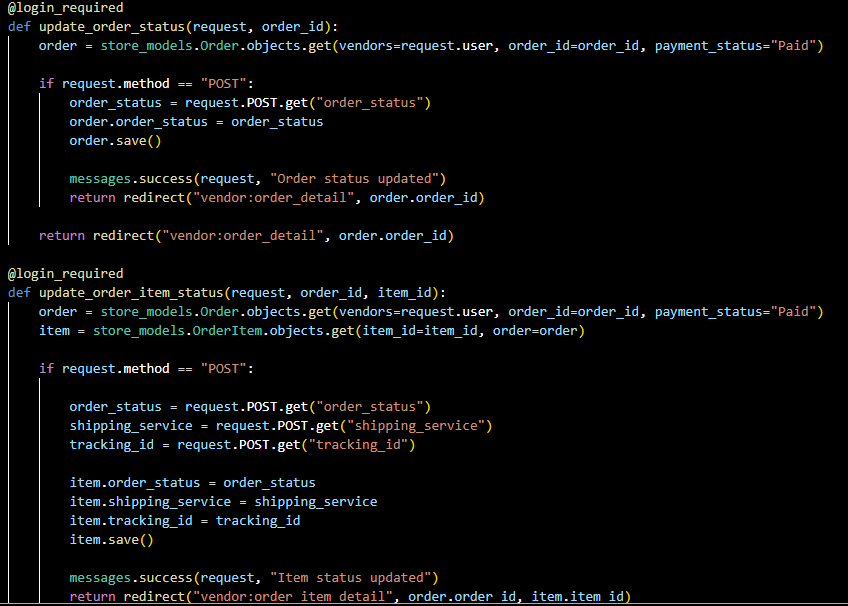 @login_required
def update_order_status(request, order_id):
    order = store_models.Order.objects.get(vendors=request.user, order_id=order_id, payment_status="Paid")

    if request.method == "POST":
        order_status = request.POST.get("order_status")
        order.order_status = order_status
        order.save()

        messages.success(request, "Order status updated")
        return redirect("vendor:order_detail", order.order_id)

    return redirect("vendor:order_detail", order.order_id)

@login_required
def update_order_item_status(request, order_id, item_id):
    order = store_models.Order.objects.get(vendors=request.user, order_id=order_id, payment_status="Paid")
    item = store_models.OrderItem.objects.get(item_id=item_id, order=order)

    if request.method == "POST":

        order_status = request.POST.get("order_status")
        shipping_service = request.POST.get("shipping_service")
        tracking_id = request.POST.get("tracking_id")

        item.order_status = order_status
        item.shipping_service = shipping_service
        item.tracking_id = tracking_id
        item.save()

        messages.success(request, "Item status updated")
        return redirect("vendor:order_item_detail", order.order_id, item.item_id)